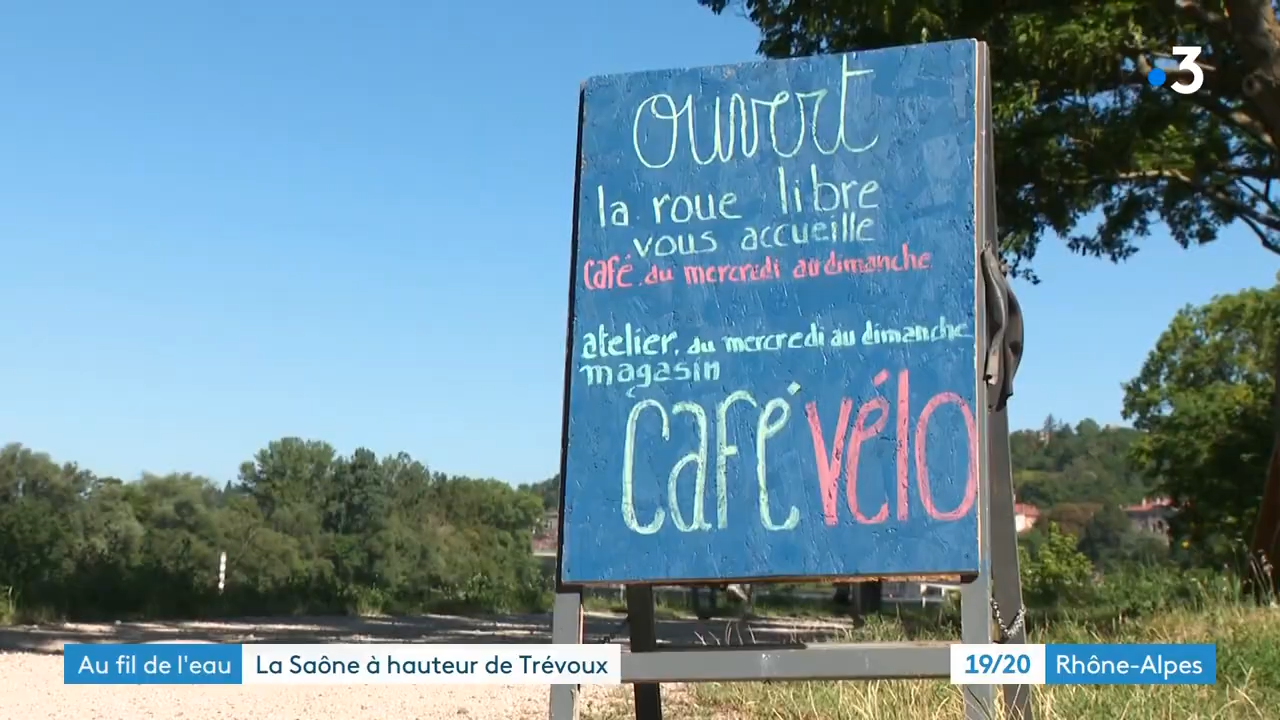 3
ouvert
la roue libre
vous accueille
café. du mercredi au dimanche
atelier. du mercredi au dimanche
magasin
café vélo
Au fil de l'eau La Saône à hauteur de Trévoux 19/20 Rhône-Alpes